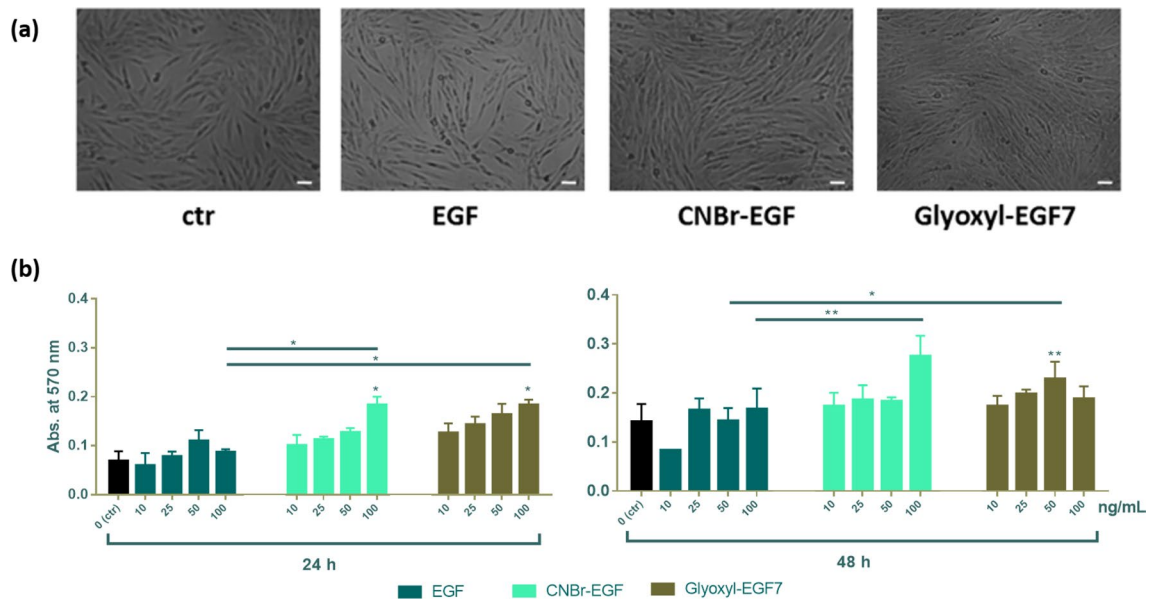 (a)
ctr
EGF
CNBr-EGF
Glyoxyl-EGF7
(b)
Abs. at 570 nm
0.4
0.3
0.2
0.1
0.0
*
*
*
*
0 (ctr) 10 25 50 100 10 25 50 100 10 25 50 100
24 h
0.4
0.3
0.2
0.1
0.0
*
**
**
0 (ctr) 10 25 50 100 10 25 50 100 10 25 50 100 ng/mL
48 h
EGF CNBr-EGF Glyoxyl-EGF7